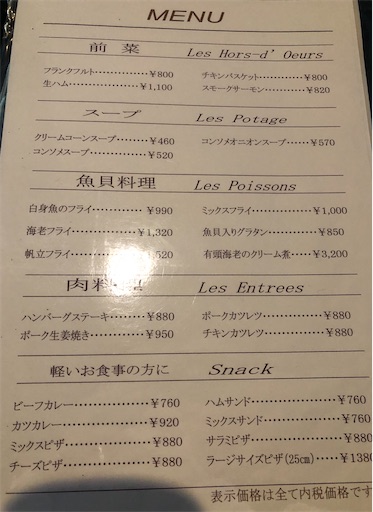 MENU
前菜 Les Hors-d'Oeurs
フランクフルト・・・・・・・￥800 チキンバスケット・・・・・・・￥800
生ハム・・・・・・・・・・￥1,100 スモークサーモン・・・・・・・￥820
スープ Les Potage
クリームコーンスープ・・・・・・・￥460 コンソメオニオンスープ・・・・・￥570
コンソメスープ・・・・・・・￥520
魚貝料理 Les Poissons
白身魚のフライ・・・・・・・￥990 ミックスフライ・・・・・・・￥1,000
海老フライ・・・・・・・￥1,320 魚貝入りグラタン・・・・・・・￥850
帆立フライ・・・・・・・520 有頭海老のクリーム煮・・・・・￥3,200
肉料 Les Entrees
ハンバーグステーキ・・・・・・・￥880 ポークカツレツ・・・・・・・￥880
ポーク生姜焼き・・・・・・・￥950 チキンカツレツ・・・・・・・￥880
軽いお食事の方に Snack
ビーフカレー・・・・・・・￥760 ハムサンド・・・・・・・￥760
カツカレー・・・・・・・￥920 ミックスサンド・・・・・・・￥760
ミックスピザ・・・・・・・￥880 サラミピザ・・・・・・・￥880
チーズピザ・・・・・・・￥880 ラージサイズピザ(25㎝)・・・・￥1380
表示価格は全て内税価格です